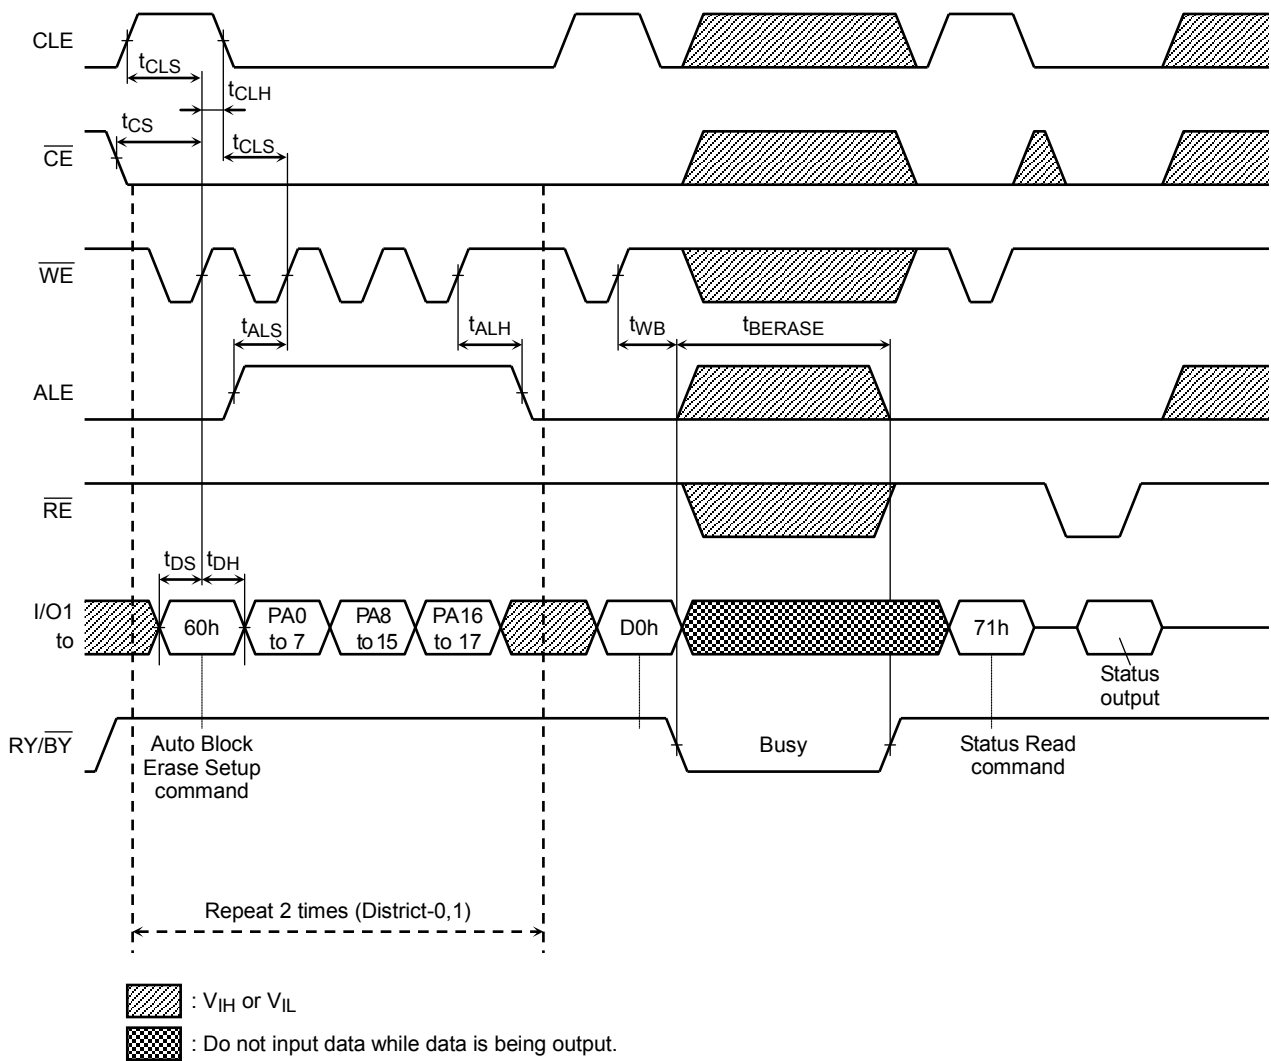 CLE
tCLS
tCLH
tCS
CE
tCLS
WE
tALS
tALH
tWB
tBERASE
ALE
RE
tDS
tDH
I/O1
to
60h
PA0
to 7
PA8
to 15
PA16
to 17
D0h
71h
Status
output
RY/BY
Auto Block
Erase Setup
command
Busy
Status Read
command
Repeat 2 times (District-0,1)
: VIH or VIL
: Do not input data while data is being output.